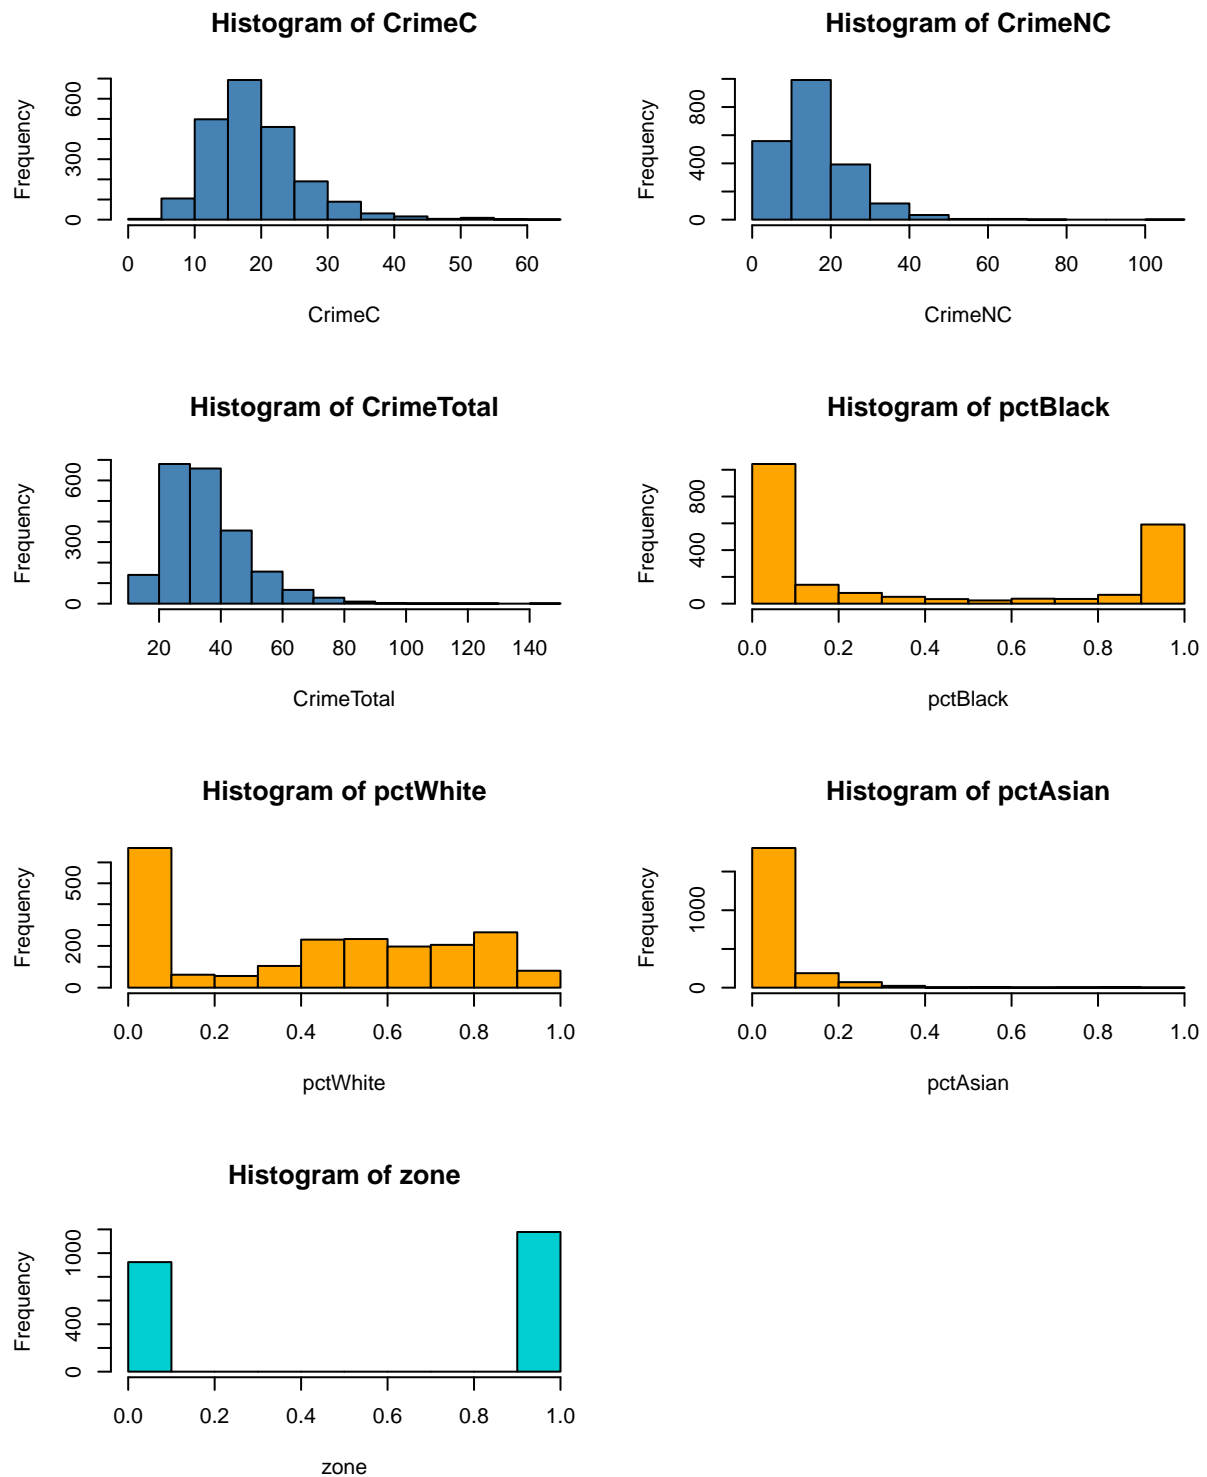 Histogram of CrimeC
Frequency
0 300 600
0 10 20 30 40 50 60
CrimeC
Histogram of CrimeNC
Frequency
0 400 800
0 20 40 60 80 100
CrimeNC
Histogram of CrimeTotal
Frequency
0 300 600
20 40 60 80 100 120 140
CrimeTotal
Histogram of pctBlack
Frequency
0 400 800
0.0 0.2 0.4 0.6 0.8 1.0
pctBlack
Histogram of pctWhite
Frequency
0 200 500
0.0 0.2 0.4 0.6 0.8 1.0
pctWhite
Histogram of pctAsian
Frequency
0 1000
0.0 0.2 0.4 0.6 0.8 1.0
pctAsian
Histogram of zone
Frequency
0 400 1000
0.0 0.2 0.4 0.6 0.8 1.0
zone